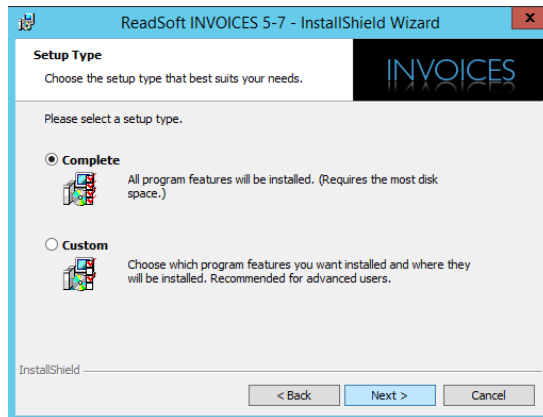 ReadSoft INVOICES 5-7 - InstallShield Wizard
x
Setup Type
Choose the setup type that best suits your needs.
INVOICES
Please select a setup type.
Complete
All program features will be installed. (Requires the most disk
space.)
Custom
Choose which program features you want installed and where they
will be installed. Recommended for advanced users.
InstallShield
< Back Next > Cancel